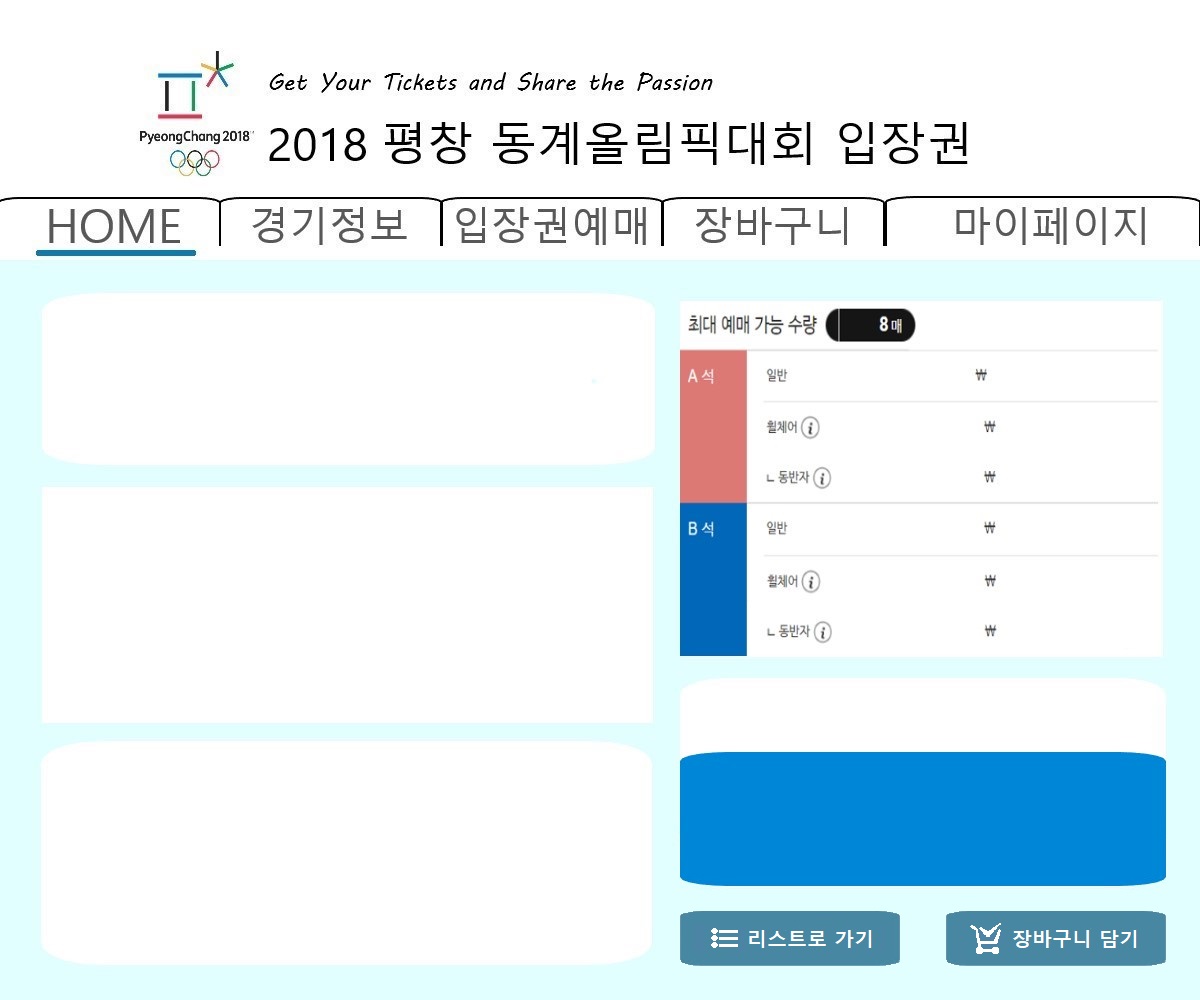 Get Your Tickets and Share the Passion
PyeongChang 2018
2018 평창 동계올림픽대회 입장권
HOME 경기정보 입장권예매 장바구니 마이페이지
최대 예매 가능 수량 8 매
A 석 일반 ₩
휠체어 i ₩
ㄴ 동반자 i ₩
B 석 일반 ₩
휠체어 i ₩
ㄴ 동반자 i ₩
리스트로 가기 장바구니 담기